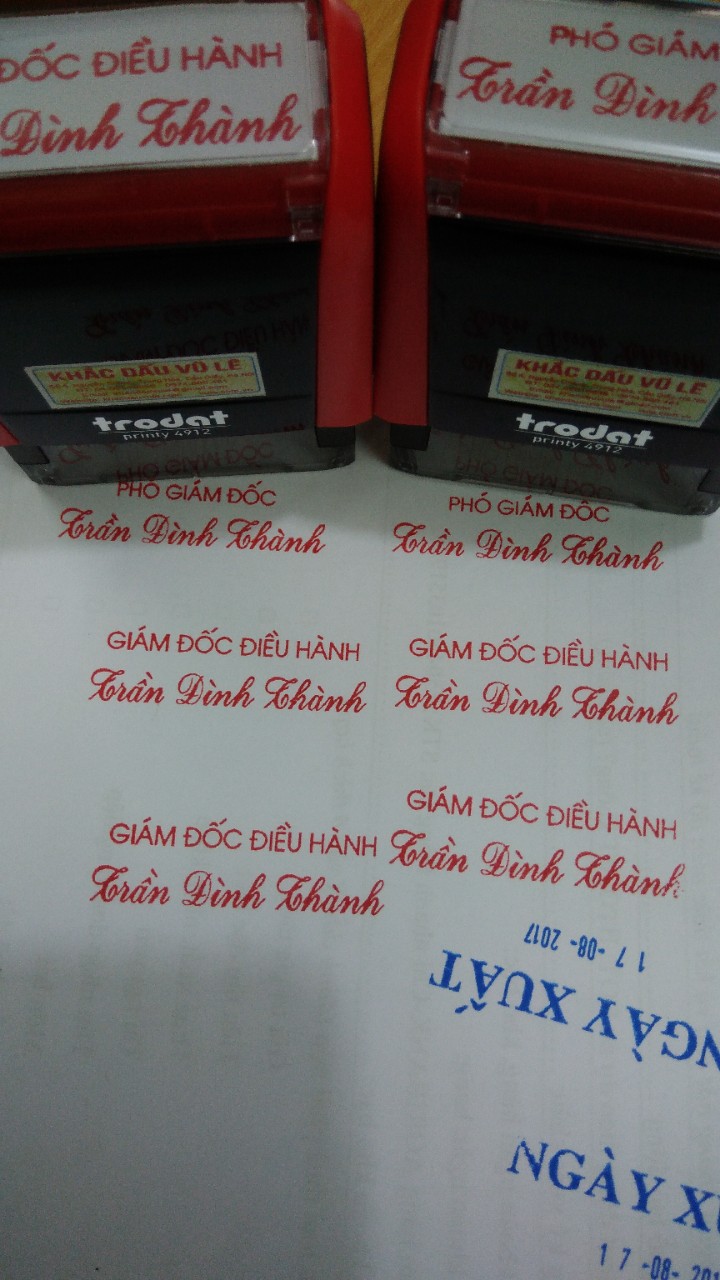 ĐỐC ĐIỀU HÀNH
Đình Thành
PHÓ GIÁM
Trần Đình
KHẮC DẤU VŨ LÊ
trodat
printy 4912
KHẮC DẤU VŨ LÊ
trodat
printy 4912
PHÓ GIÁM ĐỐC
Trần Đình Thành
PHÓ GIÁM ĐỐC
Trần Đình Thành
GIÁM ĐỐC ĐIỀU HÀNH
Trần Đình Thành
GIÁM ĐỐC ĐIỀU HÀNH
Trần Đình Thành
GIÁM ĐỐC ĐIỀU HÀNH
Trần Đình Thành
GIÁM ĐỐC ĐIỀU HÀNH
Trần Đình Thành
NGÀY XUẤT
17-08-2017
NGÀY
17-08-